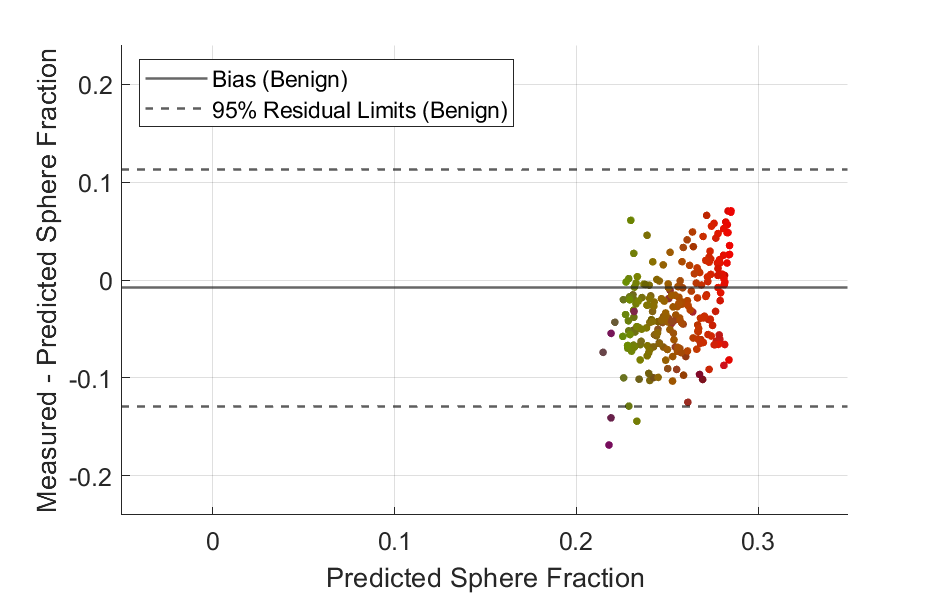 Measured - Predicted Sphere Fraction
0.2
0.1
0
-0.1
-0.2
Bias (Benign)
95% Residual Limits (Benign)
0
0.1
0.2
0.3
Predicted Sphere Fraction